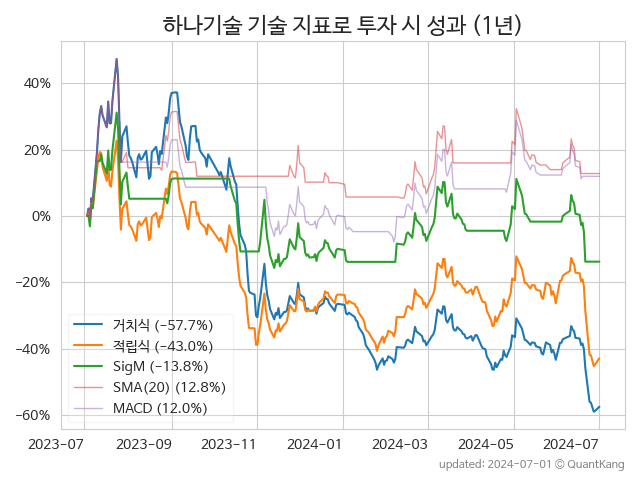 하나기술 기술 지표로 투자 시 성과 (1년)
40%
20%
0%
−20%
−40%
−60%
거치식 (−57.7%)
적립식 (−43.0%)
SigM (−13.8%)
SMA(20) (12.8%)
MACD (12.0%)
2023-07 2023-09 2023-11 2024-01 2024-03 2024-05 2024-07
updated: 2024-07-01 © QuantKang